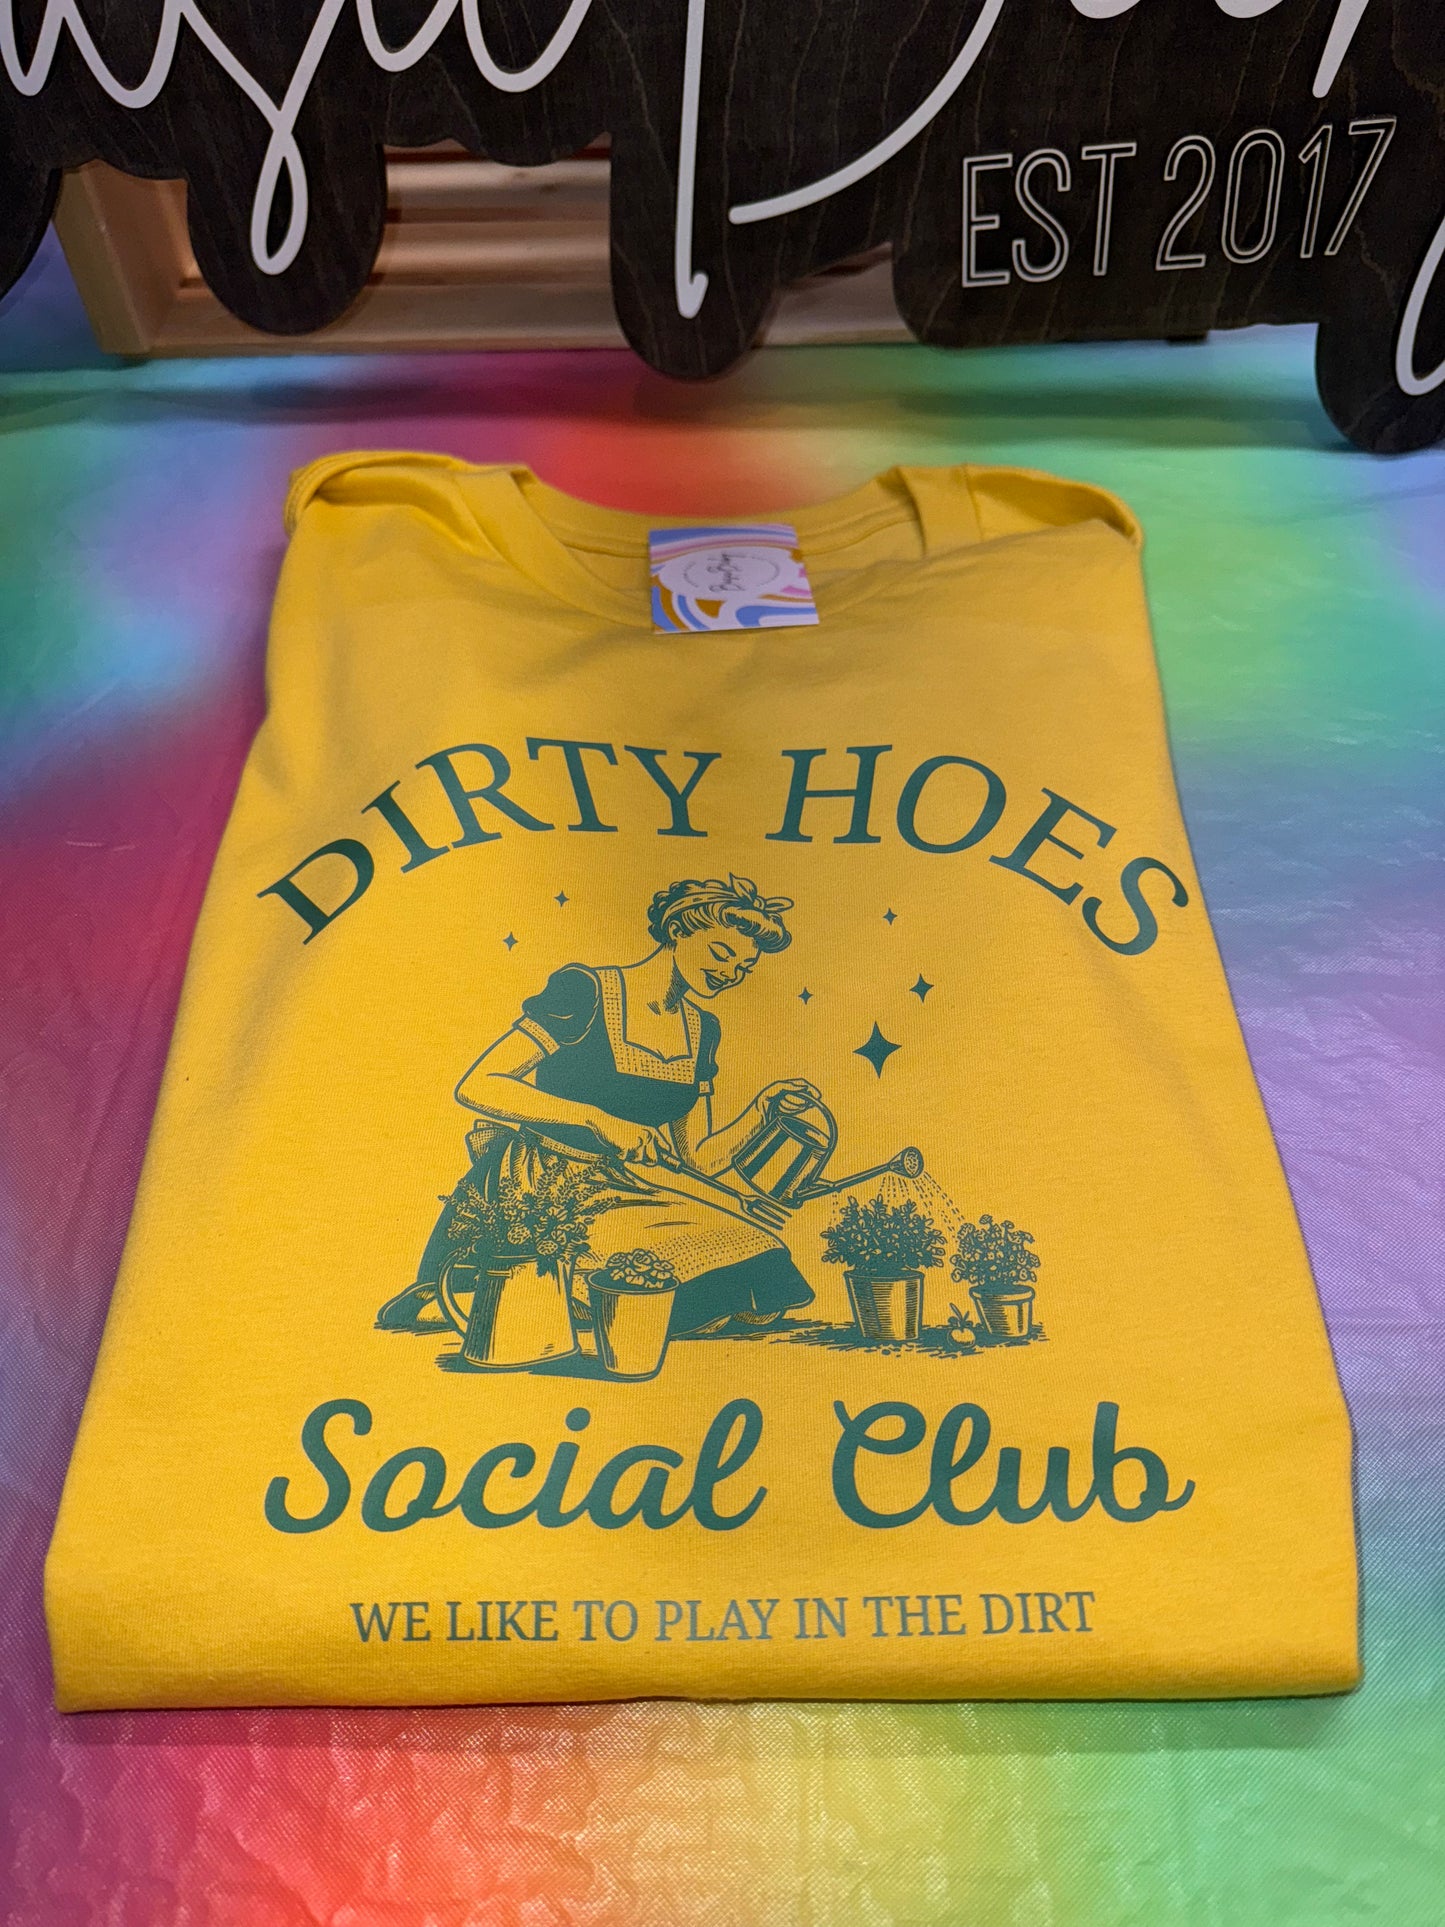 EST 2017
DIRTY HOES
Social Club
WE LIKE TO PLAY IN THE DIRT